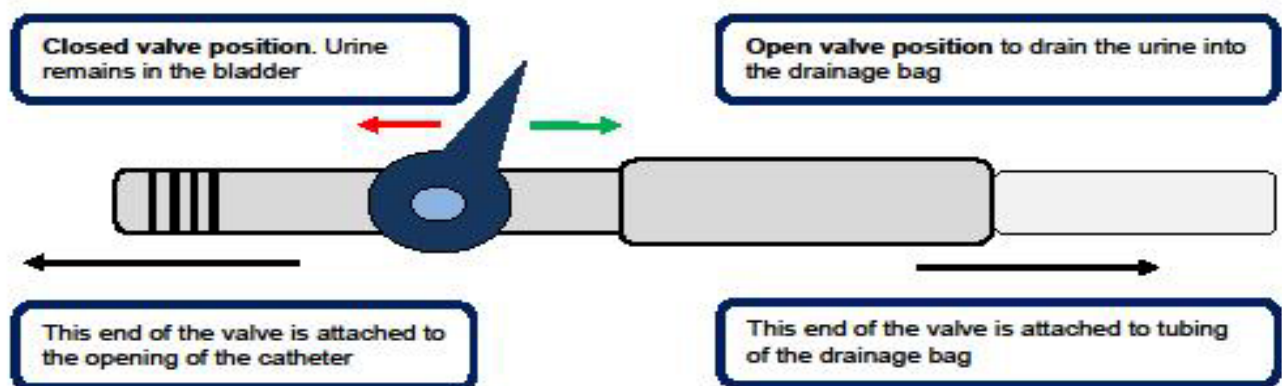 Closed valve position. Urine
remains in the bladder
Open valve position to drain the urine into
the drainage bag
This end of the valve is attached to
the opening of the catheter
This end of the valve is attached to tubing
of the drainage bag